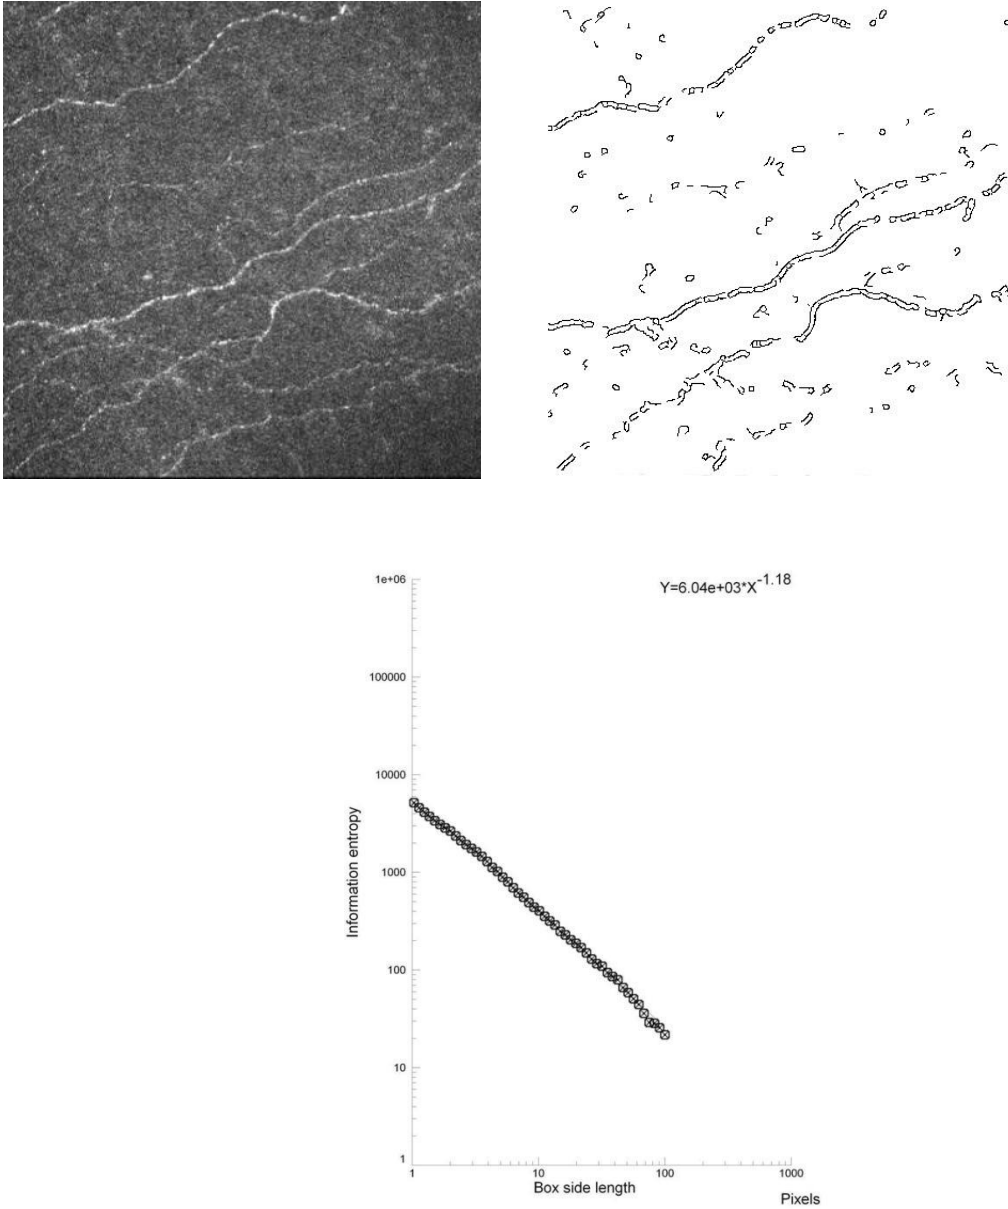 1e+06
Y=6.04e+03*X^-1.18
100000
10000
Information entropy
1000
100
10
1
1 10 100 1000
Box side length
Pixels